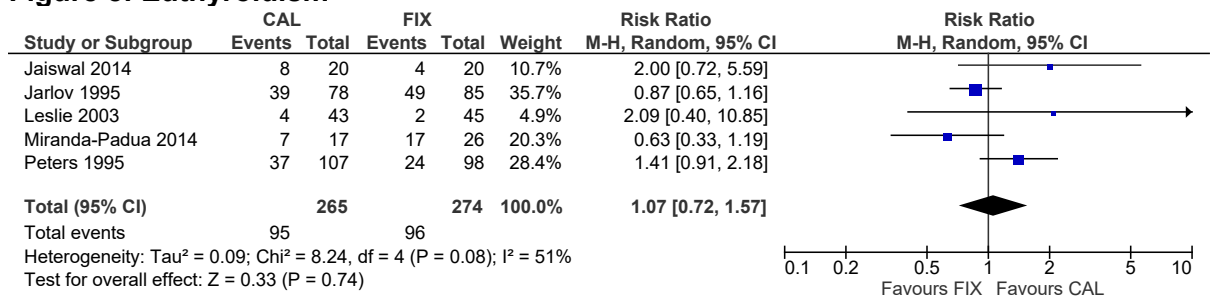 CAL FIX Risk Ratio Risk Ratio
Study or Subgroup Events Total Events Total Weight M-H, Random, 95% CI M-H, Random, 95% CI
Jaiswal 2014 8 20 4 20 10.7% 2.00 [0.72, 5.59]
Jarlov 1995 39 78 49 85 35.7% 0.87 [0.65, 1.16]
Leslie 2003 4 43 2 45 4.9% 2.09 [0.40, 10.85]
Miranda-Padua 2014 7 17 17 26 20.3% 0.63 [0.33, 1.19]
Peters 1995 37 107 24 98 28.4% 1.41 [0.91, 2.18]
Total (95% CI) 265 274 100.0% 1.07 [0.72, 1.57]
Total events 95 96
Heterogeneity: Tau² = 0.09; Chi² = 8.24, df = 4 (P = 0.08); I² = 51%
Test for overall effect: Z = 0.33 (P = 0.74)
0.1 0.2 0.5 1 2 5 10
Favours FIX Favours CAL